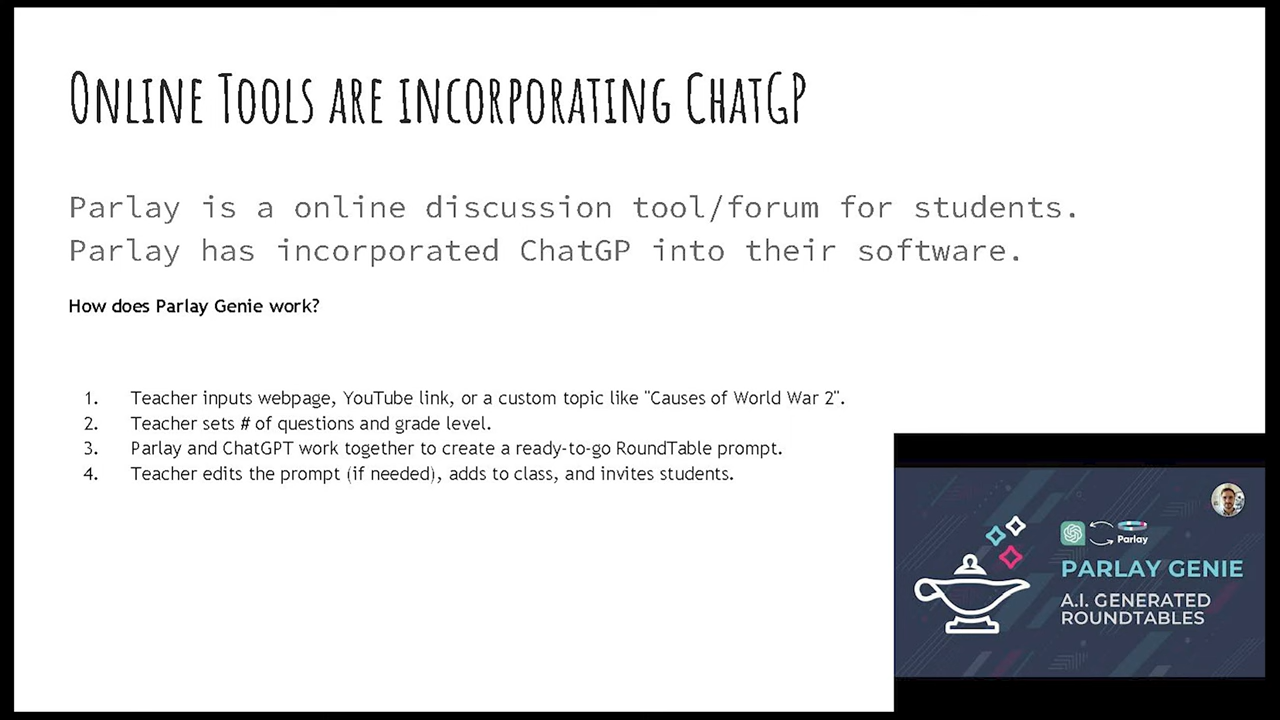 Online Tools are incorporating ChatGP
Parlay is a online discussion tool/forum for students.
Parlay has incorporated ChatGP into their software.
How does Parlay Genie work?
1. Teacher inputs webpage, YouTube link, or a custom topic like "Causes of World War 2".
2. Teacher sets # of questions and grade level.
3. Parlay and ChatGPT work together to create a ready-to-go RoundTable prompt.
4. Teacher edits the prompt (if needed), adds to class, and invites students.
Parlay
PARLAY GENIE
A.I. GENERATED
ROUNDTABLES